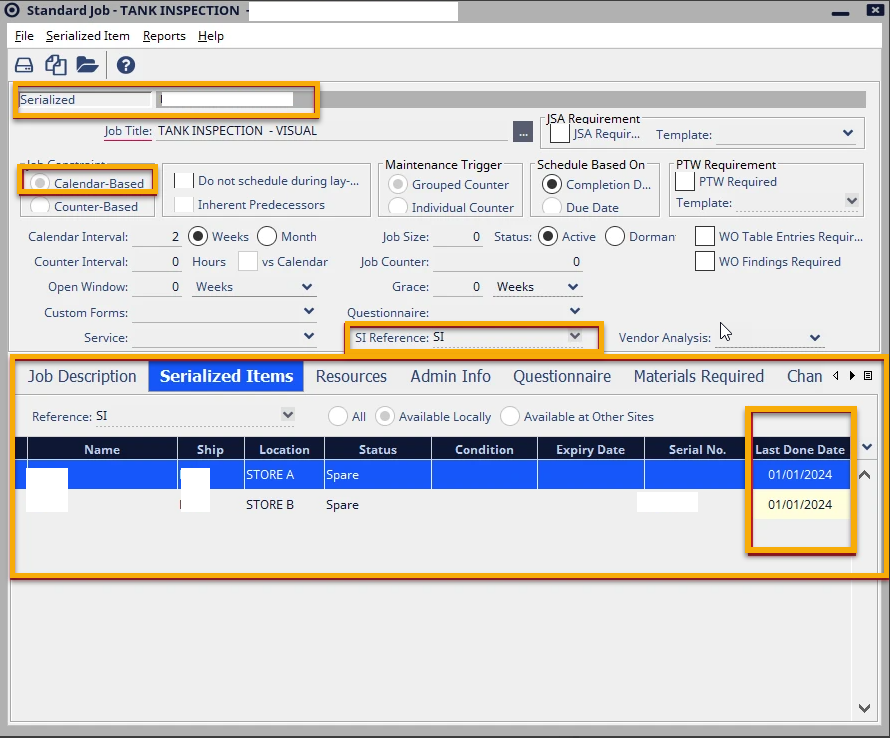 Standard Job - TANK INSPECTION -
File Serialized Item Reports Help
Serialized
Job Title: TANK INSPECTION - VISUAL ...
JSA Requirement
JSA Requir... Template:
Job Constraint
Calendar-Based
Counter-Based
Do not schedule during lay-...
Inherent Predecessors
Maintenance Trigger
Grouped Counter
Individual Counter
Schedule Based On
Completion D...
Due Date
PTW Requirement
PTW Required
Template:
Calendar Interval: 2 Weeks Month Job Size: 0 Status: Active Dorman WO Table Entries Requir...
Counter Interval: 0 Hours vs Calendar Job Counter: 0 WO Findings Required
Open Window: 0 Weeks Grace: 0 Weeks
Custom Forms: Questionnaire:
Service: SI Reference: SI Vendor Analysis:
Job Description Serialized Items Resources Admin Info Questionnaire Materials Required Chan
Reference: SI All Available Locally Available at Other Sites
Name Ship Location Status Condition Expiry Date Serial No. Last Done Date
STORE A Spare 01/01/2024
STORE B Spare 01/01/2024